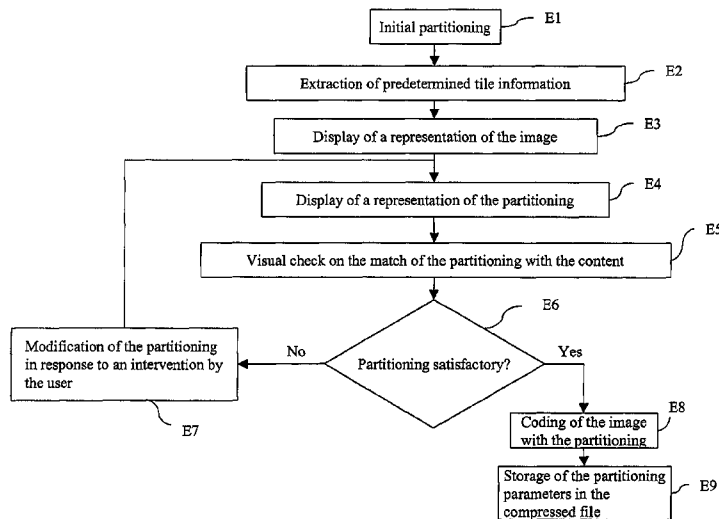 Initial partitioning
E1
Extraction of predetermined tile information
E2
Display of a representation of the image
E3
Display of a representation of the partitioning
E4
Visual check on the match of the partitioning with the content
E5
E6
Partitioning satisfactory?
No
Yes
Modification of the partitioning
in response to an intervention by
the user
E7
Coding of the image
with the partitioning
E8
Storage of the partitioning
parameters in the
compressed file
E9